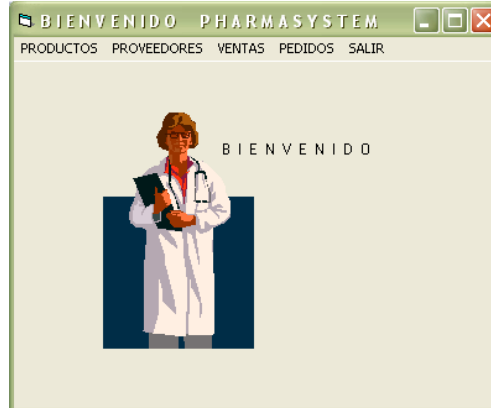 BIENVENIDO PHARMASYSTEM
PRODUCTOS PROVEEDORES VENTAS PEDIDOS SALIR
BIENVENIDO